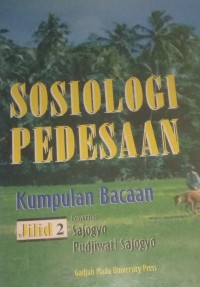 SOSIOLOGI
PEDESAAN
Kumpulan Bacaan
Jilid 2
Sajogyo
Pudjiwati Sajogyo
Gadjah Mada University Press